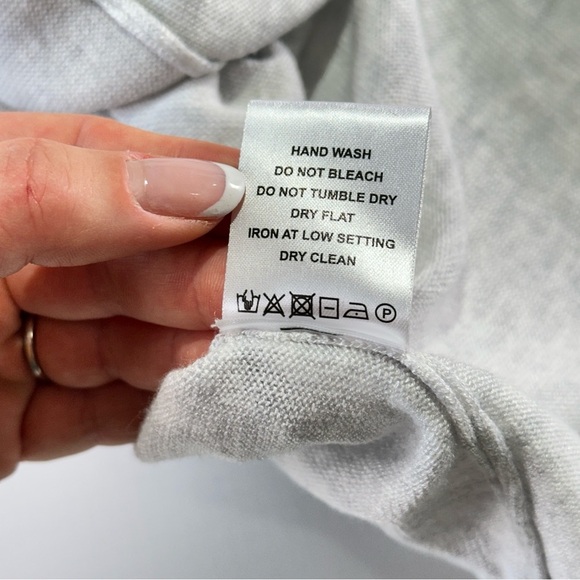 HAND WASH
DO NOT BLEACH
DO NOT TUMBLE DRY
DRY FLAT
IRON AT LOW SETTING
DRY CLEAN
P